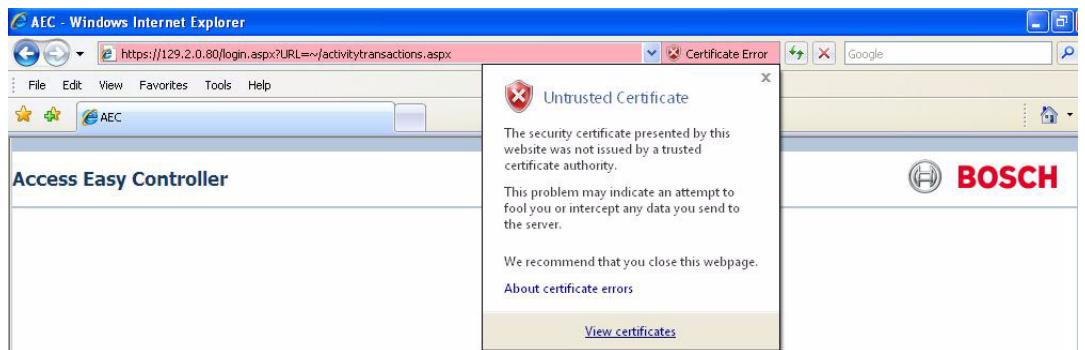 AEC - Windows Internet Explorer
https://129.2.0.80/login.aspx?URL=~/activitytransactions.aspx
Certificate Error
Google
File Edit View Favorites Tools Help
AEC
Untrusted Certificate
The security certificate presented by this
website was not issued by a trusted
certificate authority.
This problem may indicate an attempt to
fool you or intercept any data you send to
the server.
We recommend that you close this webpage.
About certificate errors
View certificates
Access Easy Controller
BOSCH